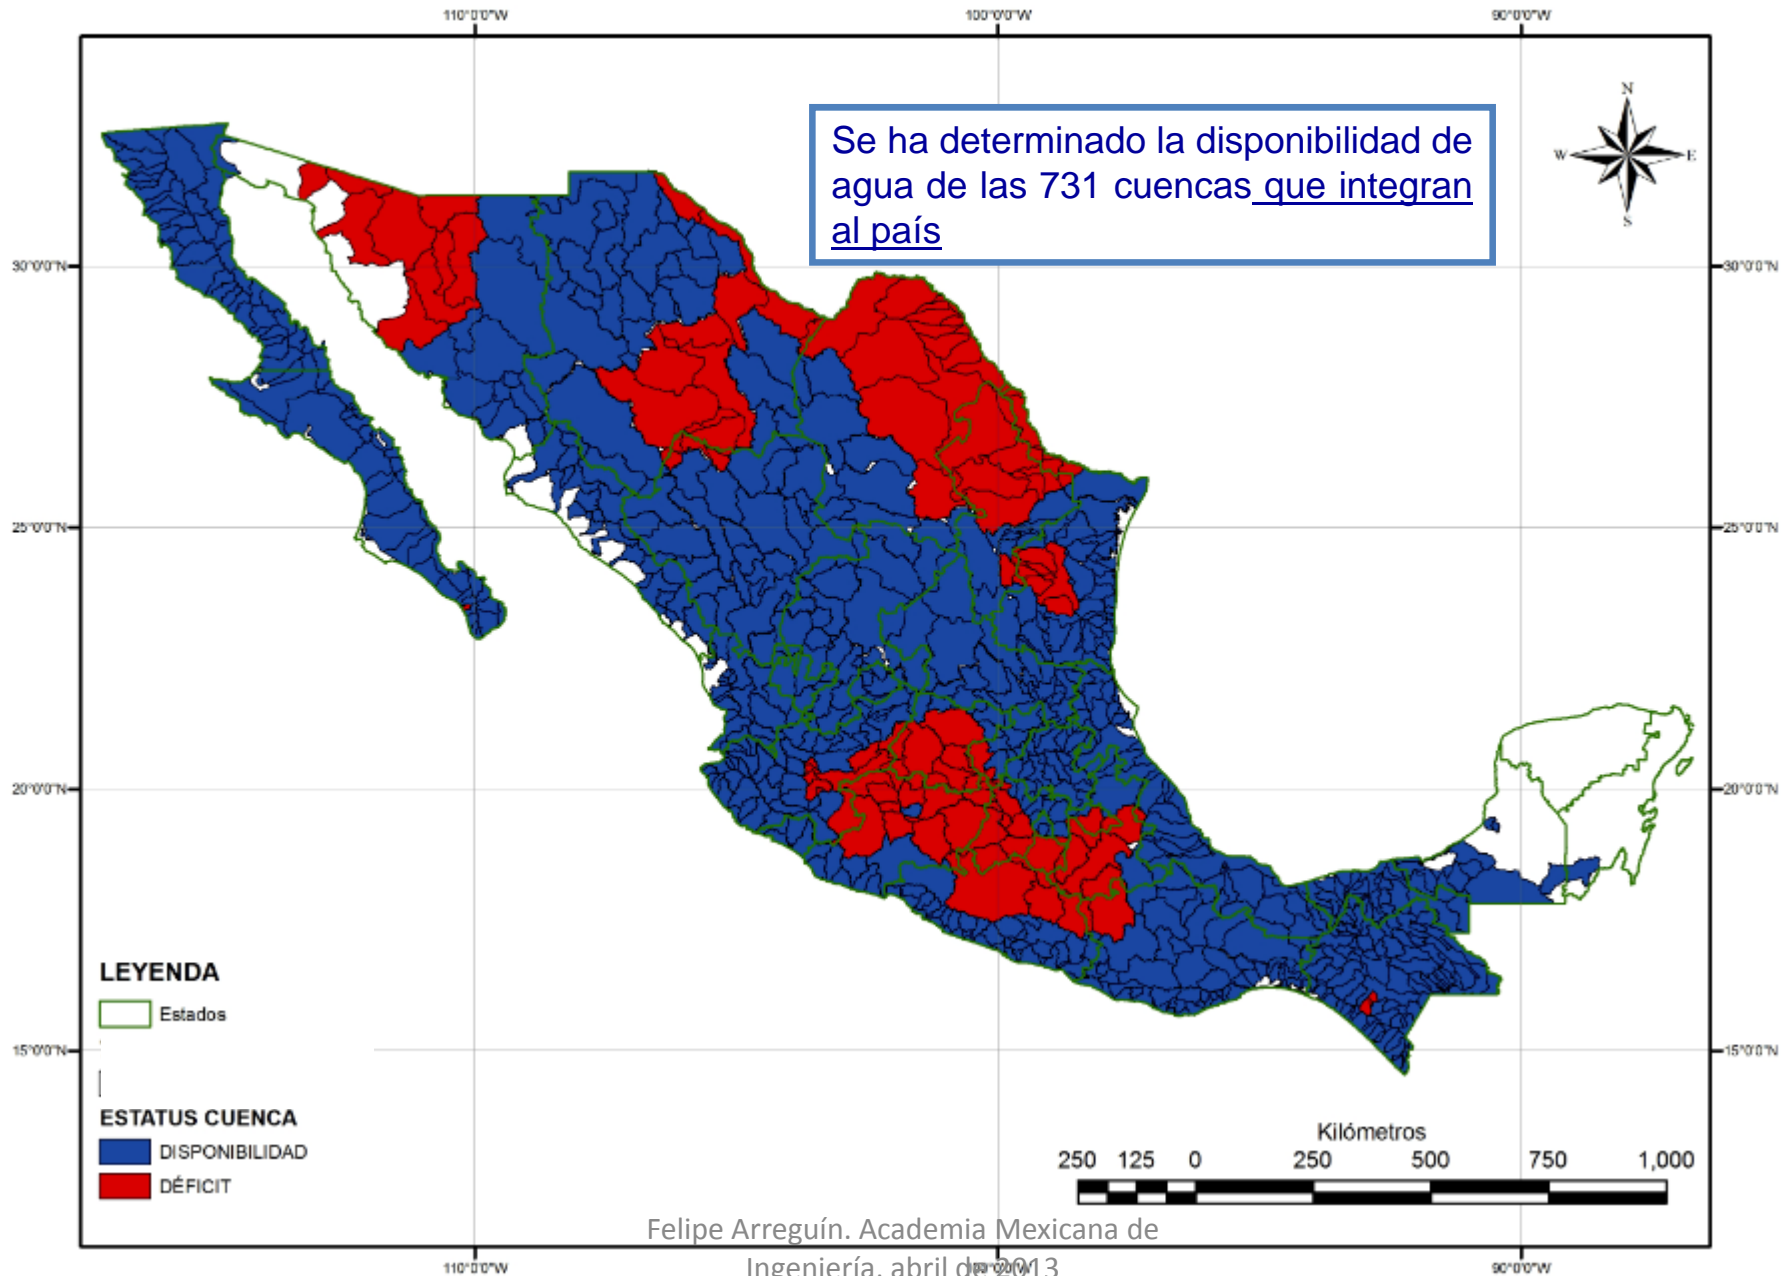 110°0'0"W 100°0'0"W 90°0'0"W
N
W E
S
Se ha determinado la disponibilidad de
agua de las 731 cuencas que integran
al país
30°0'0"N 30°0'0"N
25°0'0"N 25°0'0"N
20°0'0"N 20°0'0"N
15°0'0"N 15°0'0"N
LEYENDA
Estados
ESTATUS CUENCA
DISPONIBILIDAD
DÉFICIT
Kilómetros
250 125 0 250 500 750 1,000
Felipe Arreguín. Academia Mexicana de
Ingeniería, abril de 2013
110°0'0"W 100°0'0"W 90°0'0"W